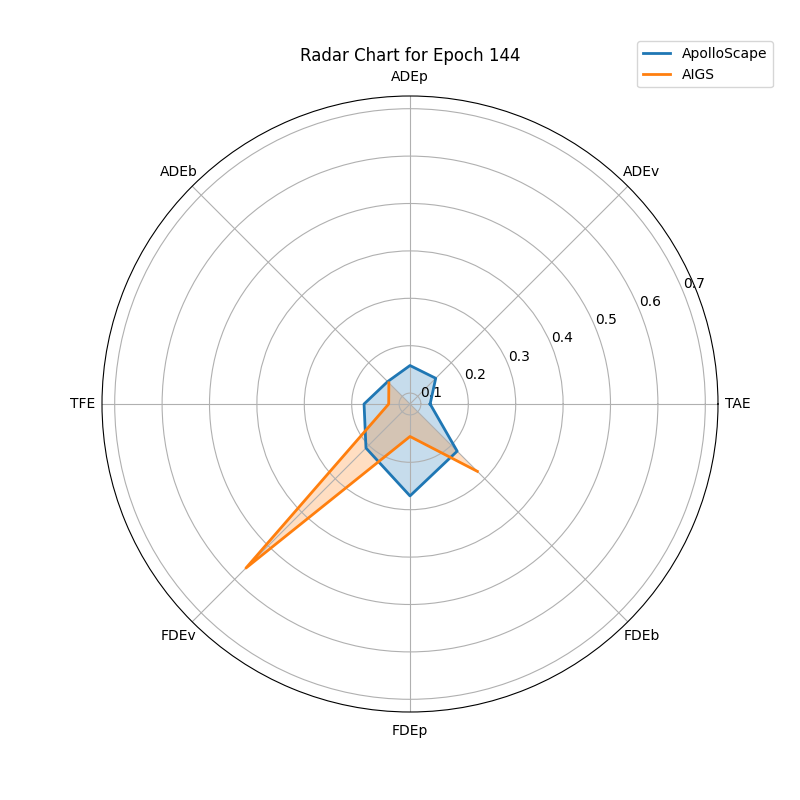 Radar Chart for Epoch 144
ApolloScape
AIGS
ADEp
ADEb
ADEv
0.7
0.6
0.5
0.4
0.3
0.2
0.1
TFE
TAE
FDEv
FDEb
FDEp